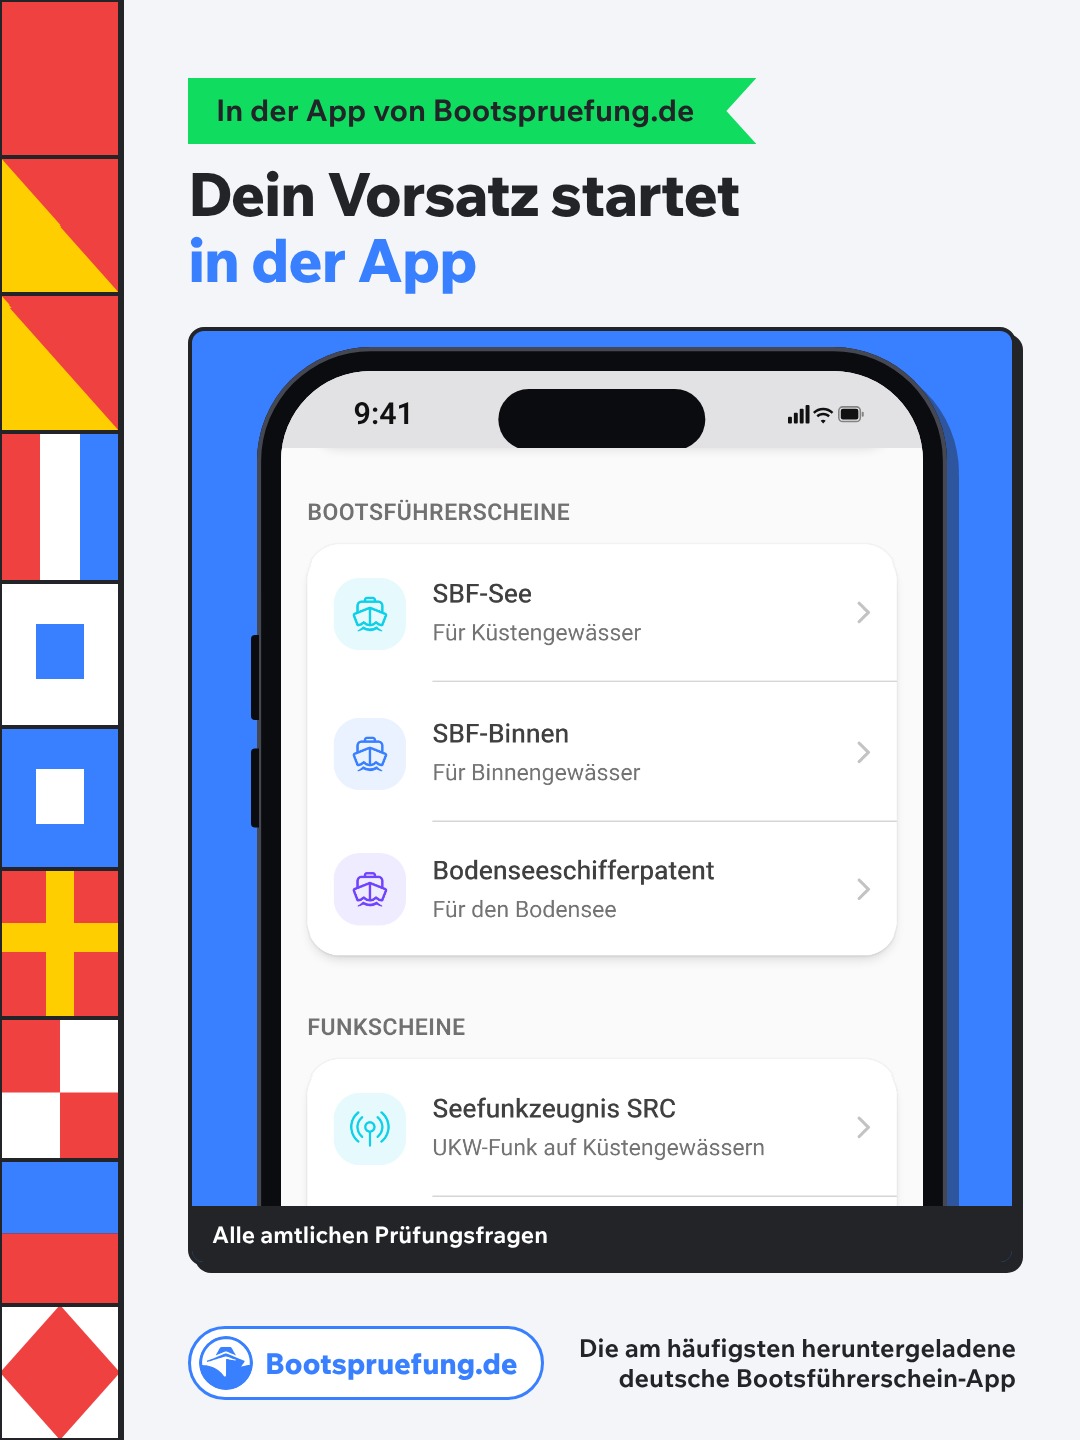 In der App von Bootspruefung.de
Dein Vorsatz startet
in der App
9:41
BOOTSFÜHRERSCHEINE
SBF-See
Für Küstengewässer
SBF-Binnen
Für Binnengewässer
Bodenseeschifferpatent
Für den Bodensee
FUNKSCHEINE
Seefunkzeugnis SRC
UKW-Funk auf Küstengewässern
Alle amtlichen Prüfungsfragen
Bootspruefung.de
Die am häufigsten heruntergeladene
deutsche Bootsführerschein-App